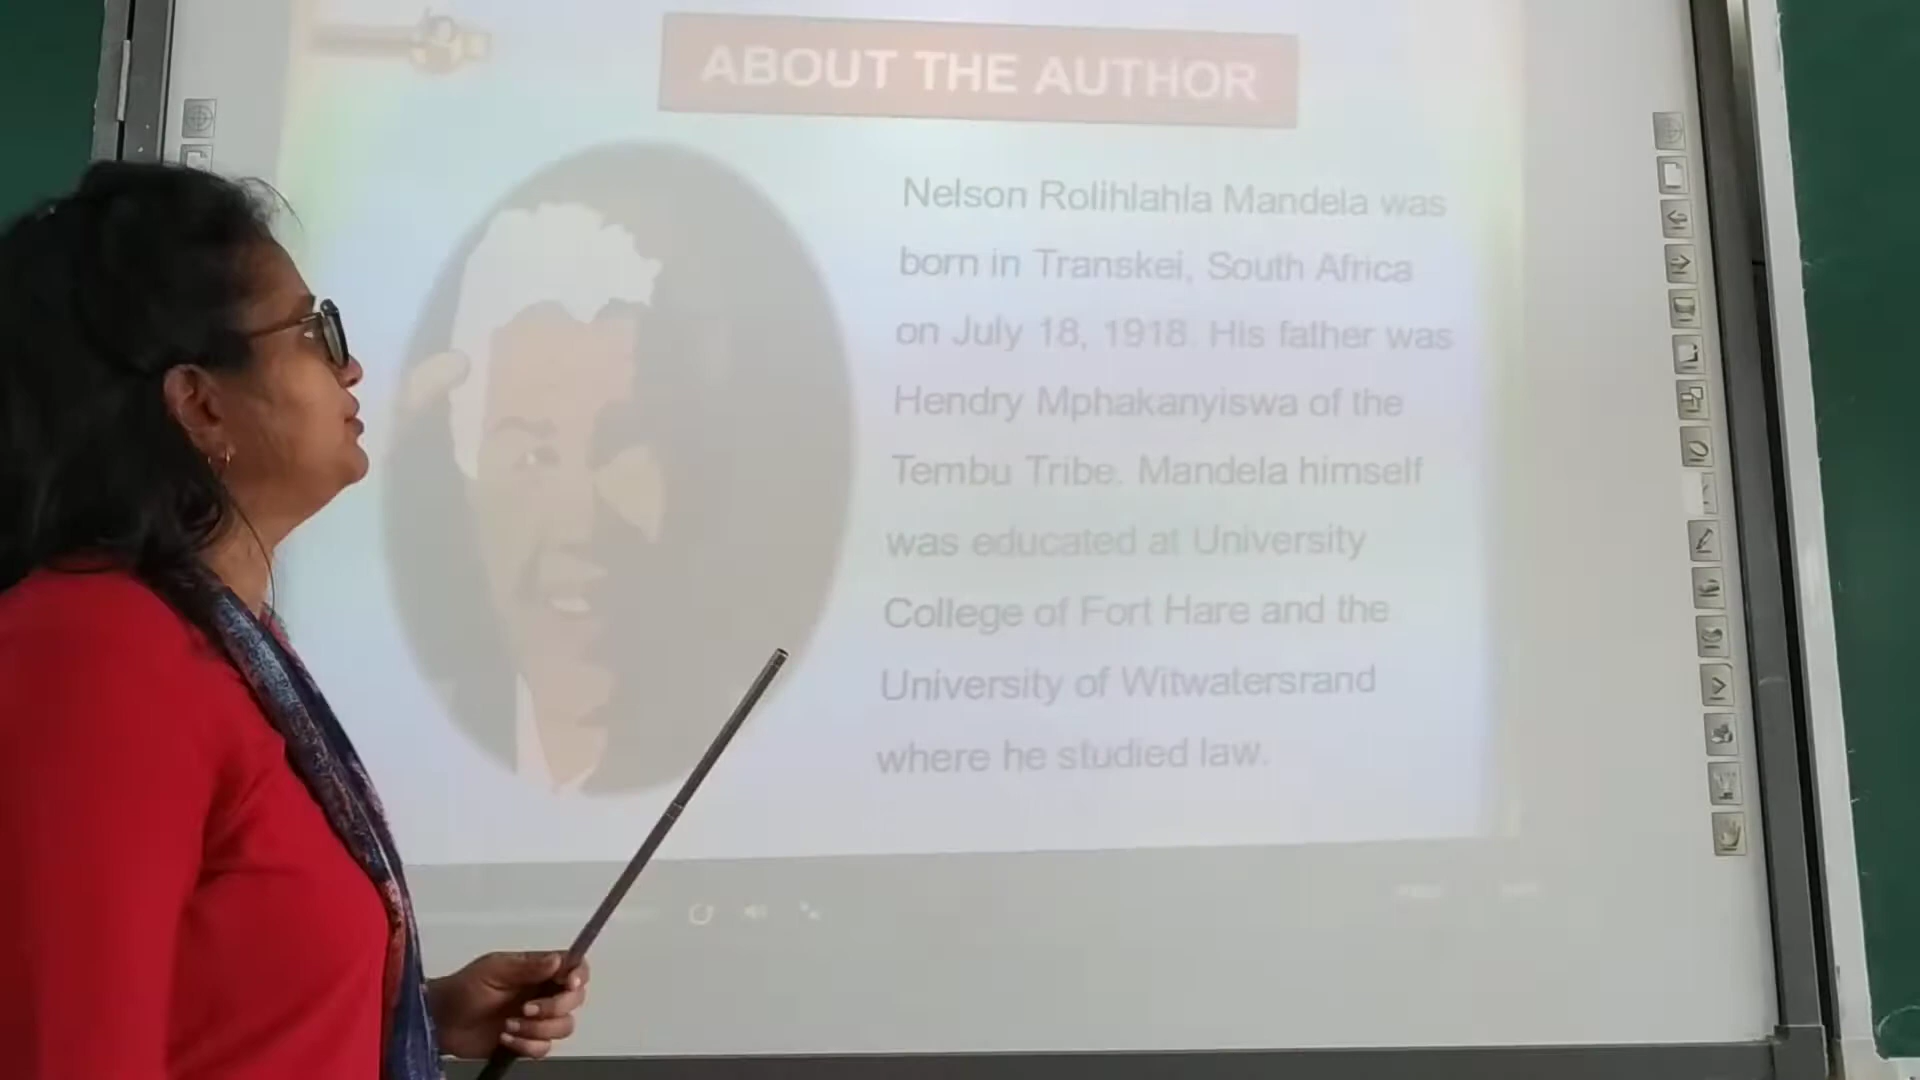 ABOUT THE AUTHOR
Nelson Rolihlahla Mandela was
born in Transkei, South Africa
on July 18, 1918. His father was
Hendry Mphakanyiswa of the
Tembu Tribe. Mandela himself
was educated at University
College of Fort Hare and the
University of Witwatersrand
where he studied law.